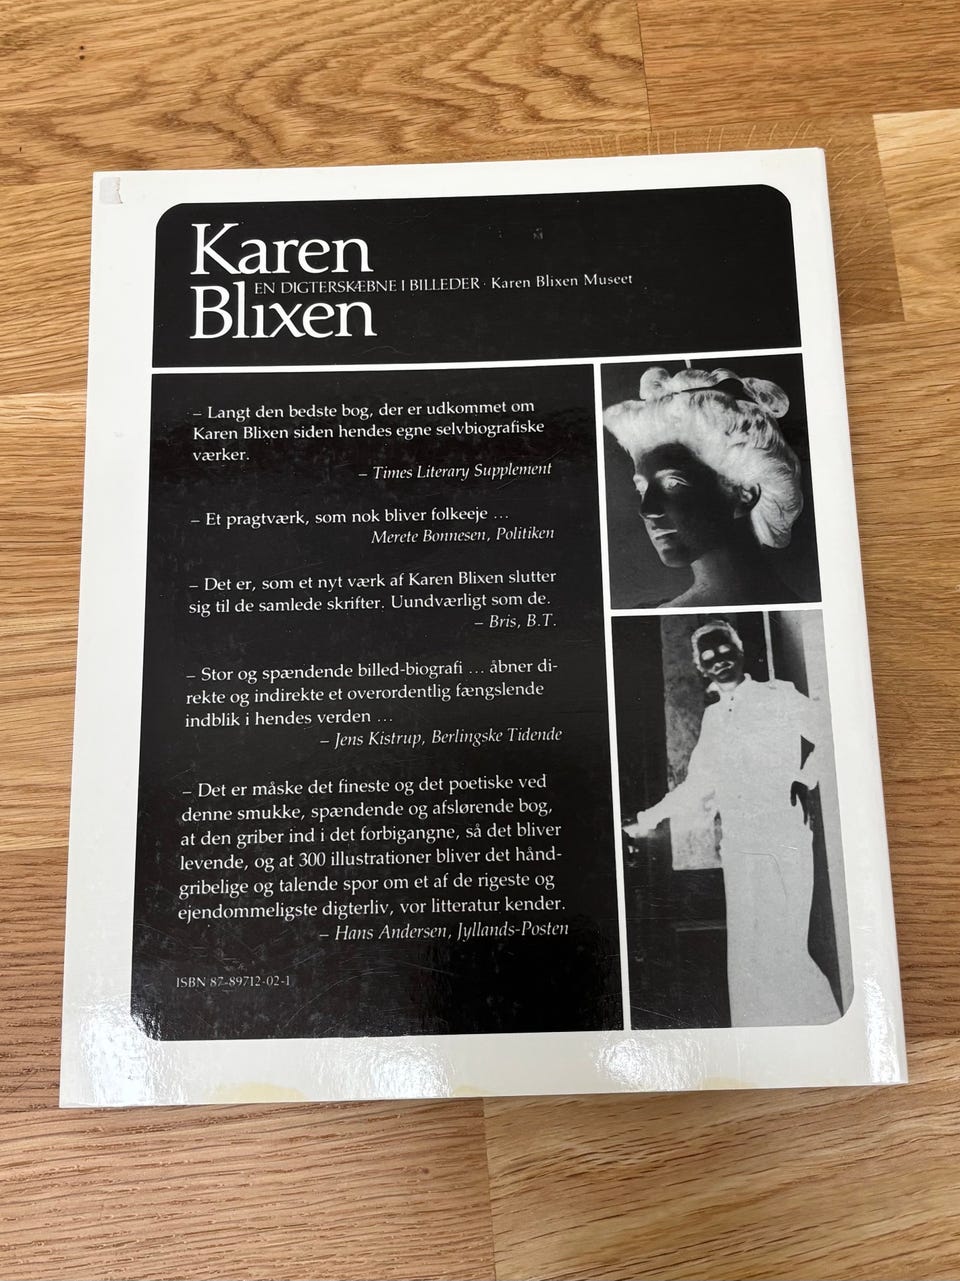 Karen
EN DIGTERSKÆBNE I BILLEDER · Karen Blixen Museet
Blixen
– Langt den bedste bog, der er udkommet om
Karen Blixen siden hendes egne selvbiografiske
værker.
– Times Literary Supplement
– Et pragtværk, som nok bliver folkeeje ...
Merete Bonnesen, Politiken
– Det er, som et nyt værk af Karen Blixen slutter
sig til de samlede skrifter. Uundværligt som de.
– Bris, B.T.
– Stor og spændende billed-biografi ... åbner di-
rekte og indirekte et overordentlig fængslende
indblik i hendes verden ...
– Jens Kistrup, Berlingske Tidende
– Det er måske det fineste og det poetiske ved
denne smukke, spændende og afslørende bog,
at den griber ind i det forbigangne, så det bliver
levende, og at 300 illustrationer bliver det hånd-
gribelige og talende spor om et af de rigeste og
ejendommeligste digterliv, vor litteratur kender.
– Hans Andersen, Jyllands-Posten
ISBN 87-89712-02-1